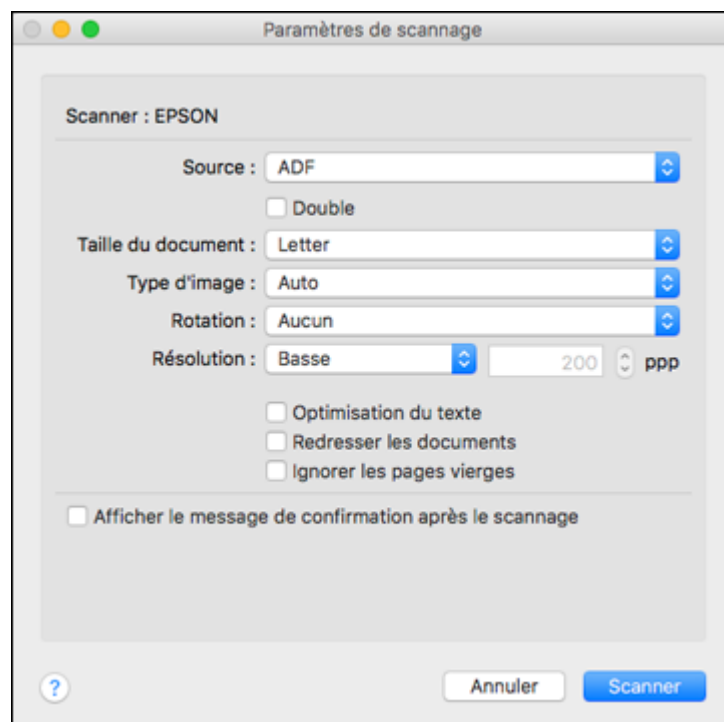 Paramètres de scannage
Scanner : EPSON
Source : ADF
Double
Taille du document : Letter
Type d'image : Auto
Rotation : Aucun
Résolution : Basse 200 ppp
Optimisation du texte
Redresser les documents
Ignorer les pages vierges
Afficher le message de confirmation après le scannage
? Annuler Scanner